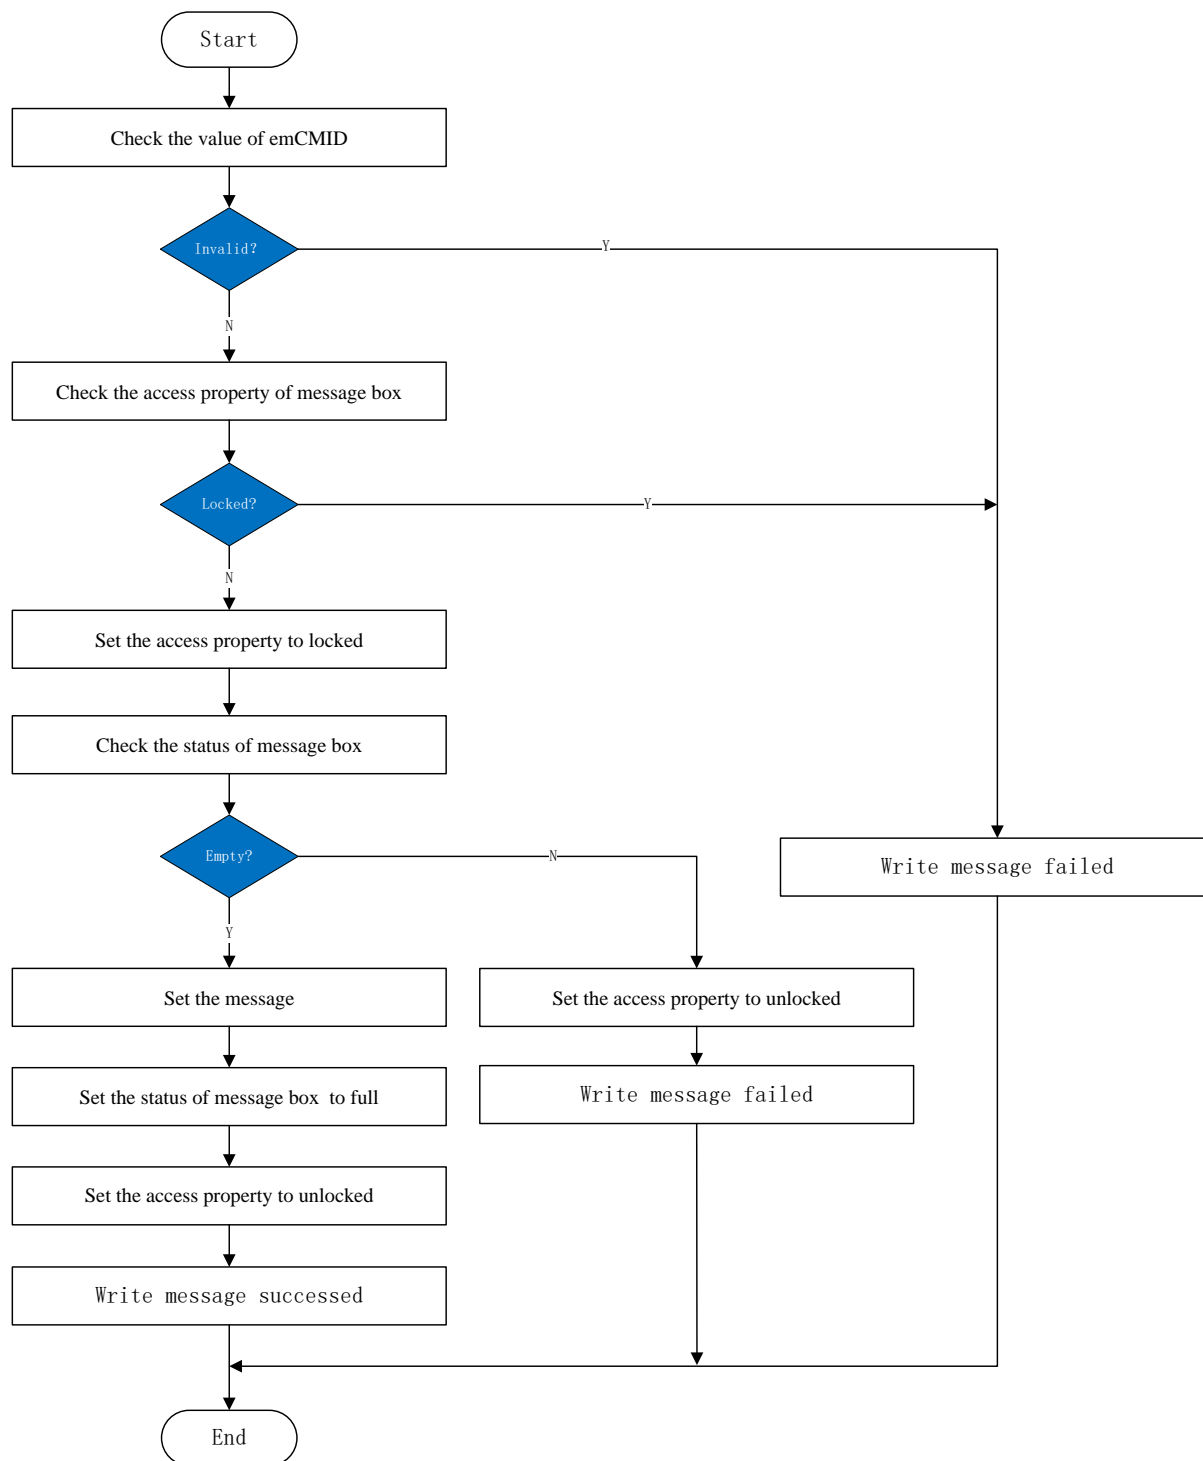 Start
Check the value of emCMID
Invalid?
Y
N
Check the access property of message box
Locked?
Y
N
Set the access property to locked
Check the status of message box
Empty?
N
Write message failed
Y
Set the message
Set the access property to unlocked
Set the status of message box  to full
Write message failed
Set the access property to unlocked
Write message successed
End